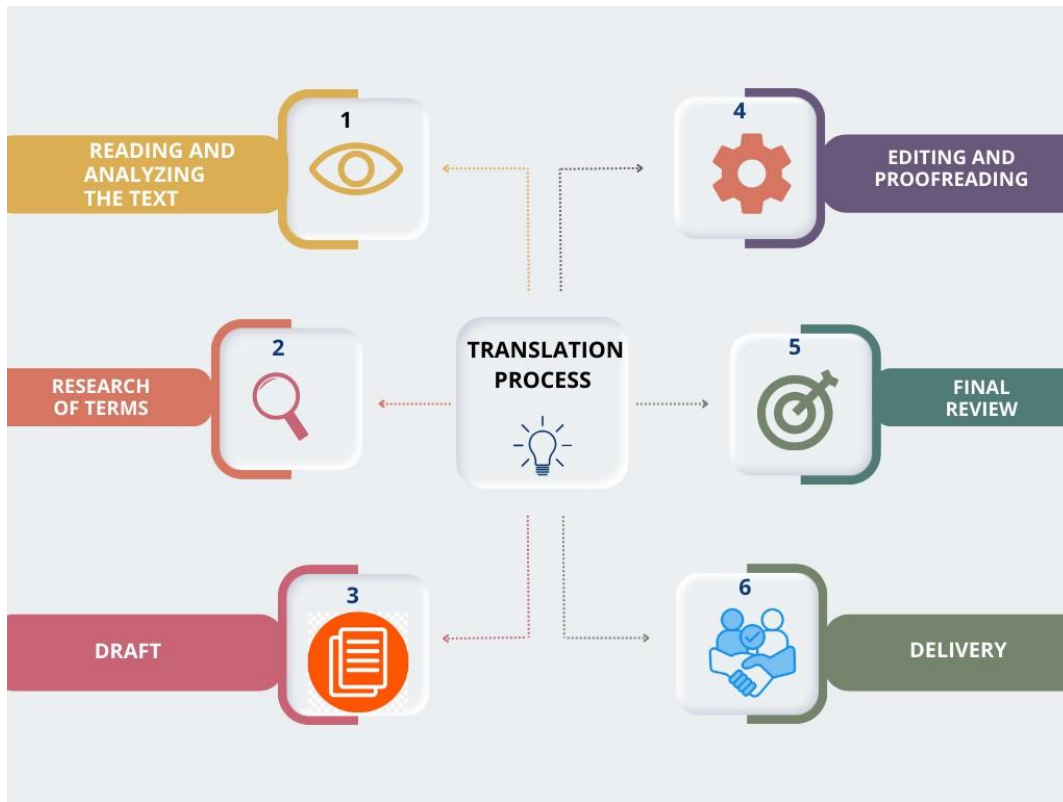 1
READING AND
ANALYZING
THE TEXT
2
RESEARCH
OF TERMS
3
DRAFT
TRANSLATION
PROCESS
4
EDITING AND
PROOFREADING
5
FINAL
REVIEW
6
DELIVERY